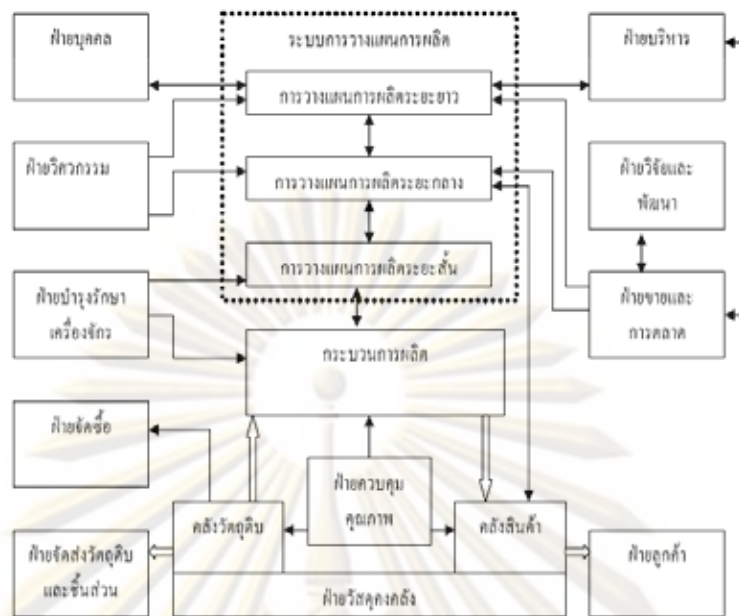 ฝ่ายบุคคล
ระบบการวางแผนการผลิต
ฝ่ายบริหาร
การวางแผนการผลิตระยะยาว
ฝ่ายวิศวกรรม
การวางแผนการผลิตระยะกลาง
ฝ่ายวิจัยและ
พัฒนา
การวางแผนการผลิตระยะสั้น
ฝ่ายบำรุงรักษา
เครื่องจักร
ฝ่ายขายและ
การตลาด
กระบวนการผลิต
ฝ่ายจัดซื้อ
ฝ่ายควบคุม
คุณภาพ
คลังวัตถุดิบ
คลังสินค้า
ฝ่ายจัดส่งวัตถุดิบ
และชิ้นส่วน
ฝ่ายลูกค้า
ฝ่ายวัสดุคงคลัง